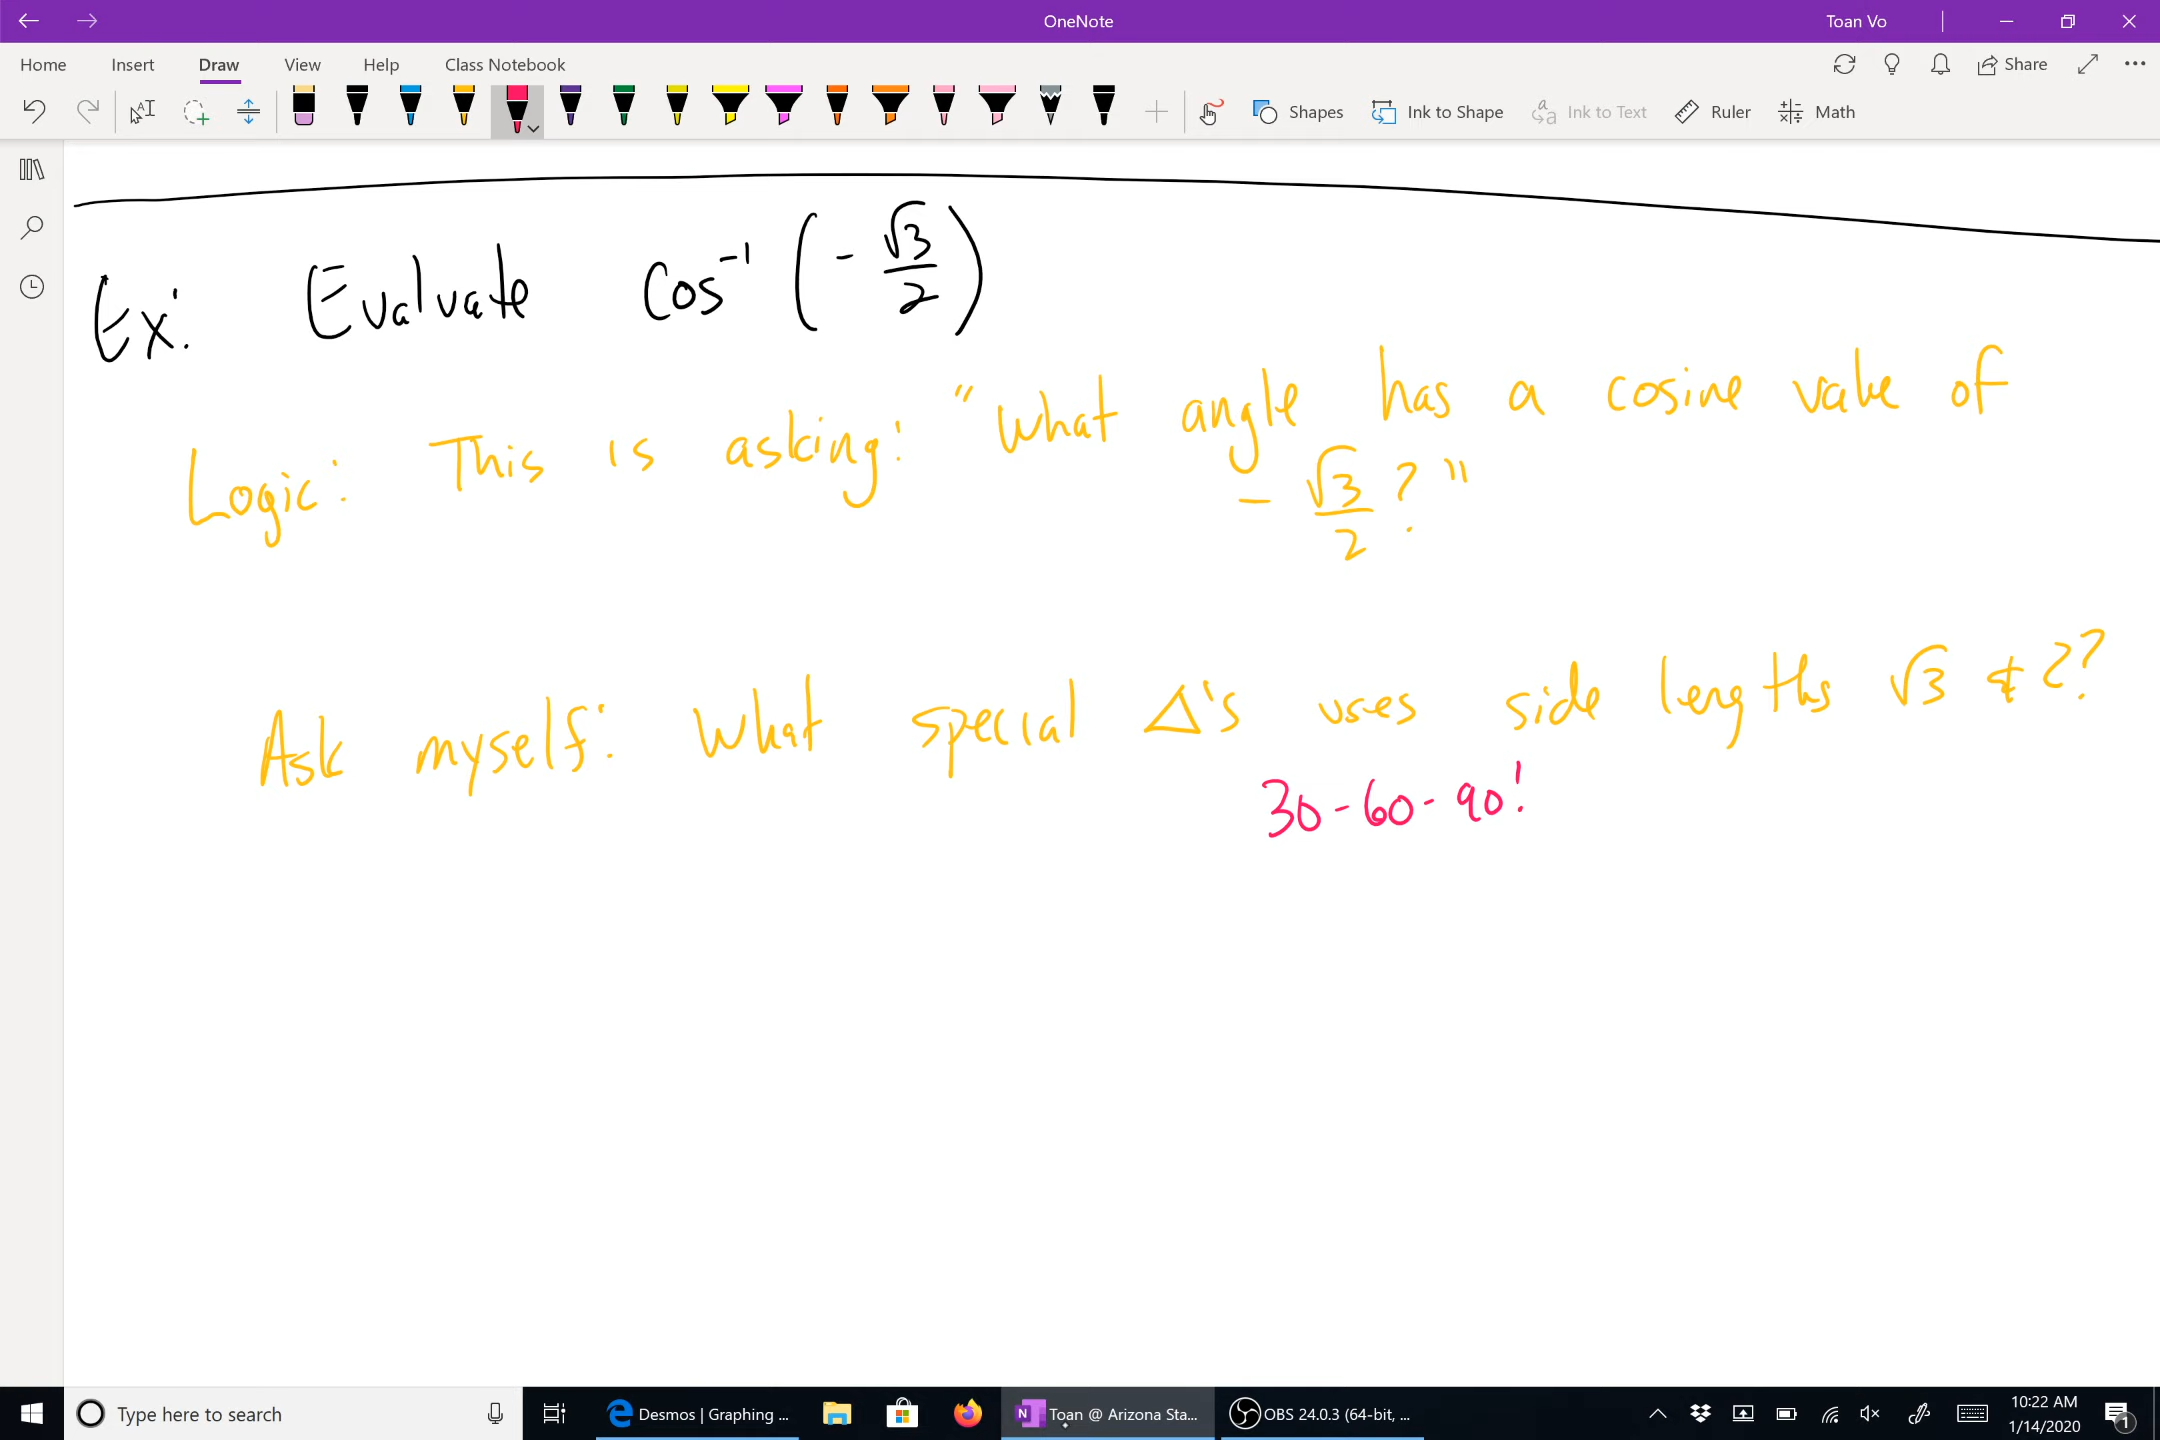 OneNote
Toan Vo
Home Insert Draw View Help Class Notebook
Share
Shapes Ink to Shape Ink to Text Ruler Math
Ex: Evaluate cos⁻¹(-√3/2)
Logic: This is asking: "What angle has a cosine value of
- √3/2 ?"
Ask myself: What special Δ's uses side lengths √3 & 2?
30-60-90!
Type here to search
Desmos | Graphing ...
Toan @ Arizona Sta...
OBS 24.0.3 (64-bit, ...
10:22 AM
1/14/2020
1